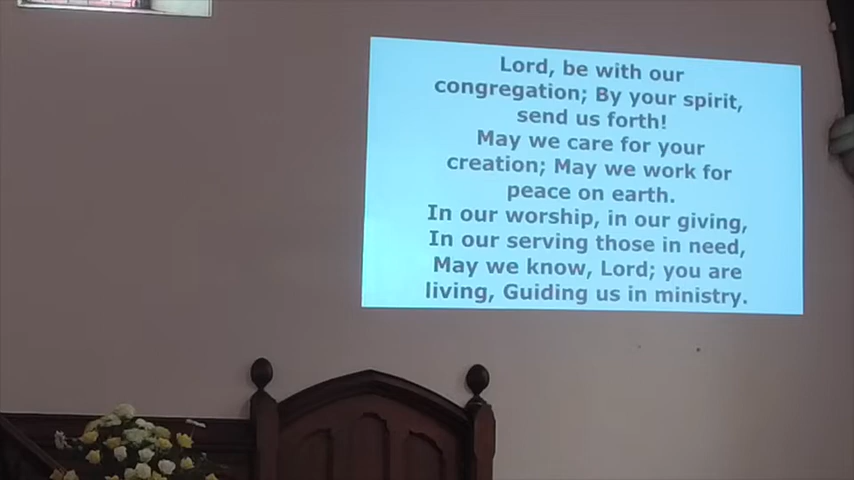 Lord, be with our
congregation; By your spirit,
send us forth!
May we care for your
creation; May we work for
peace on earth.
In our worship, in our giving,
In our serving those in need,
May we know, Lord; you are
living, Guiding us in ministry.